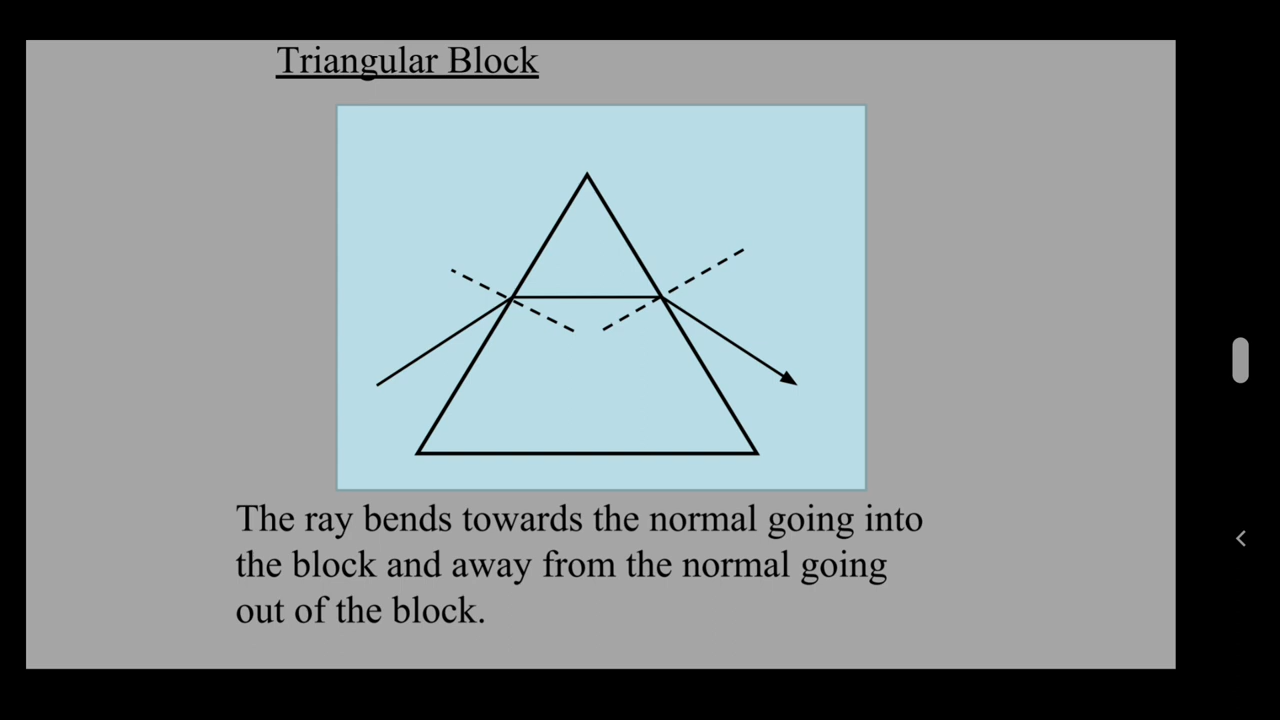 Triangular Block
The ray bends towards the normal going into
the block and away from the normal going
out of the block.